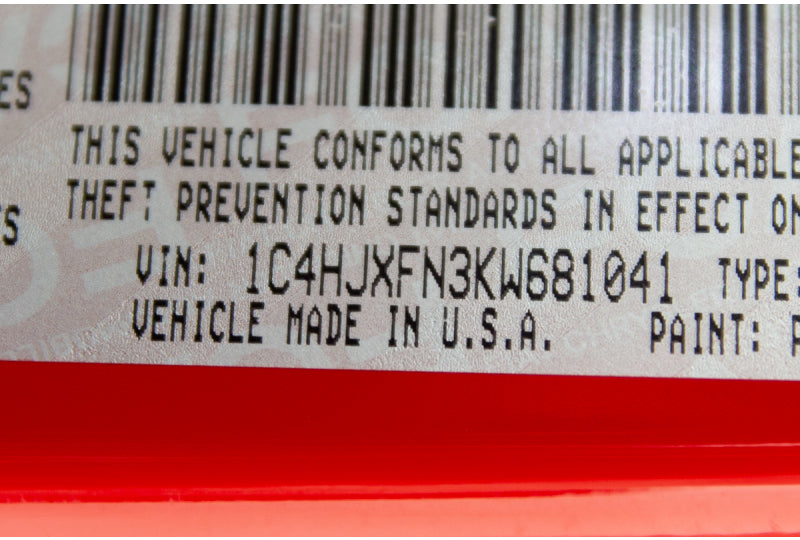 ES
THIS VEHICLE CONFORMS TO ALL APPLICABLE
THEFT PREVENTION STANDARDS IN EFFECT ON
S
VIN: 1C4HJXFN3KW681041 TYPE:
VEHICLE MADE IN U.S.A. PAINT: